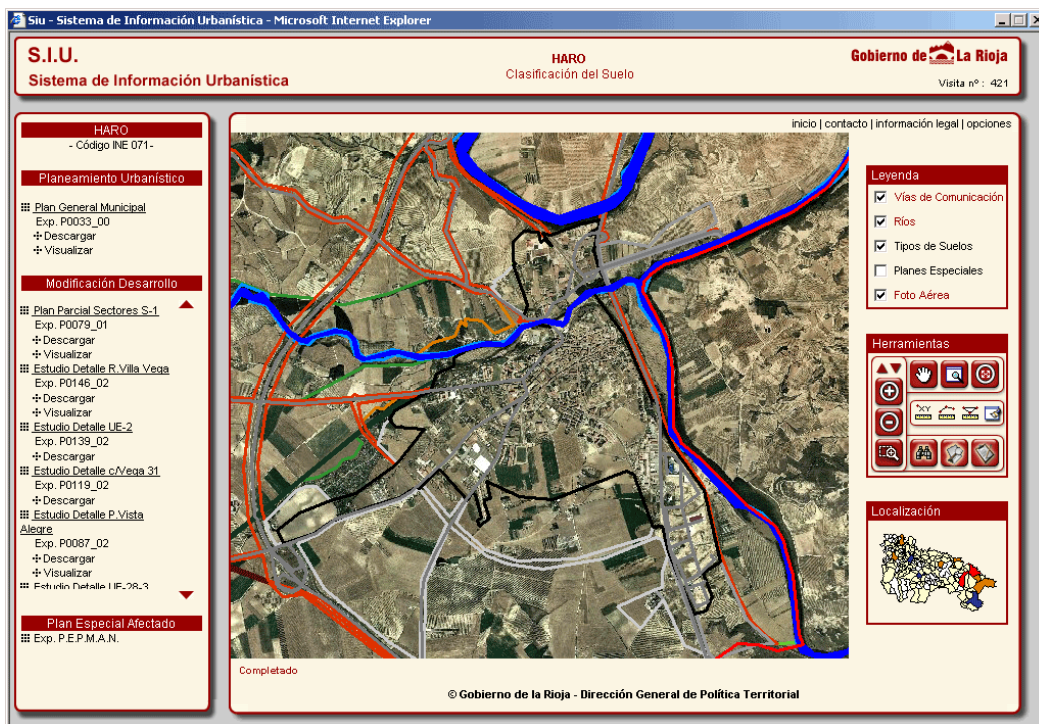 Siu - Sistema de Información Urbanística - Microsoft Internet Explorer
S.I.U.
Sistema de Información Urbanística
HARO
Clasificación del Suelo
Gobierno de La Rioja
Visita nº : 421
HARO
- Código INE 071-
Planeamiento Urbanístico
Plan General Municipal
Exp. P0033_00
Descargar
Visualizar
Modificación Desarrollo
Plan Parcial Sectores S-1
Exp. P0079_01
Descargar
Visualizar
Estudio Detalle R.Villa Vega
Exp. P0146_02
Descargar
Visualizar
Estudio Detalle UE-2
Exp. P0139_02
Descargar
Estudio Detalle c/Vega 31
Exp. P0119_02
Descargar
Estudio Detalle P.Vista
Alegre
Exp. P0087_02
Descargar
Visualizar
Estudio Detalle UE-28-3
Plan Especial Afectado
Exp. P.E.P.M.A.N.
inicio | contacto | información legal | opciones
Leyenda
Vías de Comunicación
Ríos
Tipos de Suelos
Planes Especiales
Foto Aérea
Herramientas
XY
Localización
Completado
© Gobierno de la Rioja - Dirección General de Política Territorial